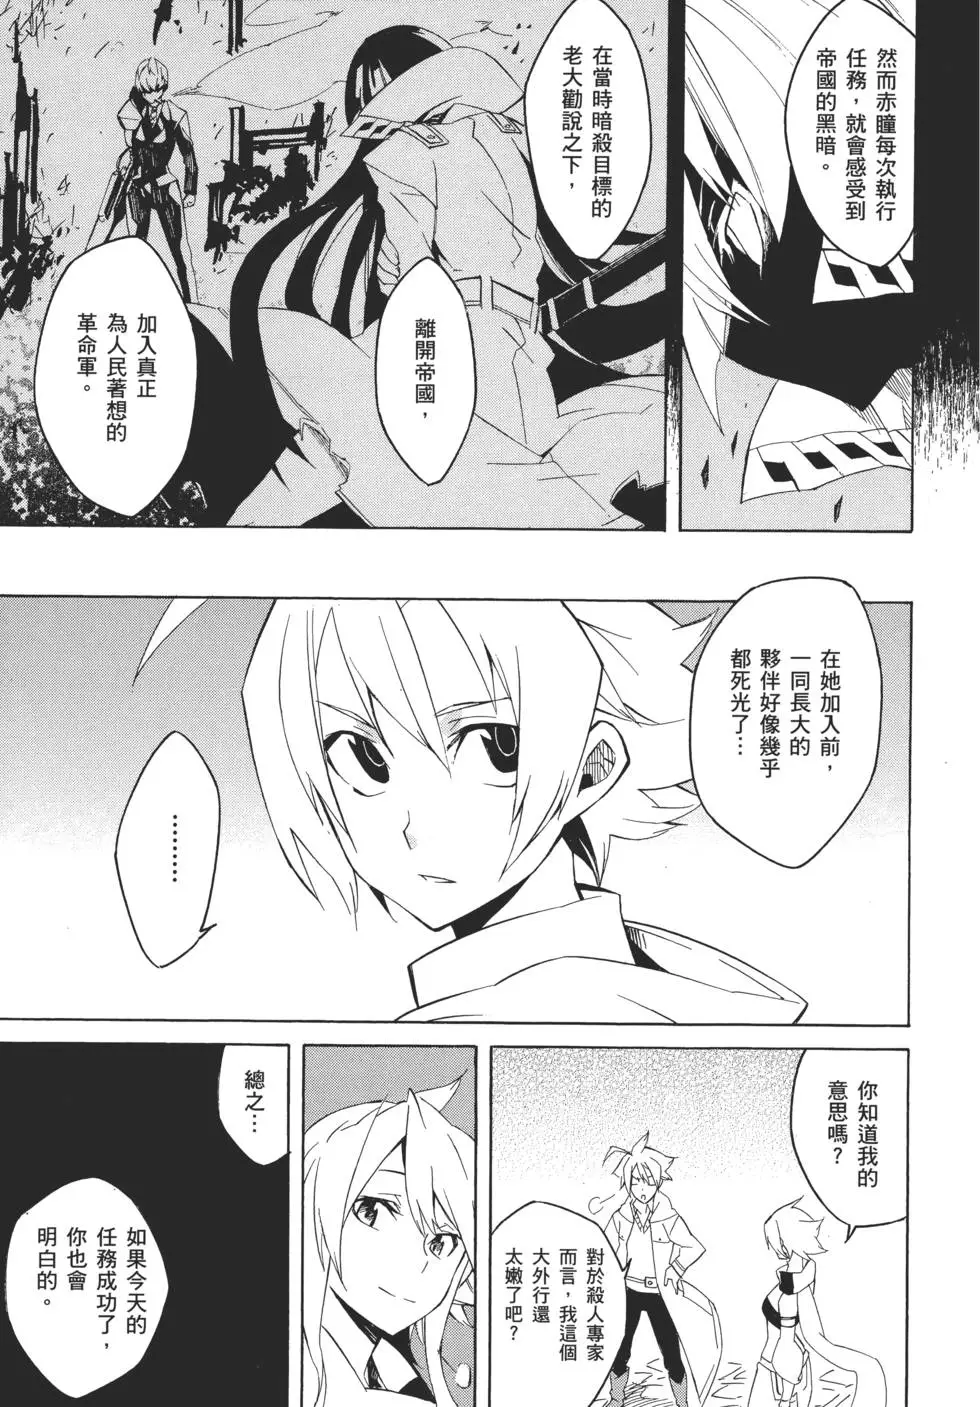 然而赤瞳每次執行
任務，就會感受到
帝國的黑暗。
在當時暗殺目標的
老大勸說之下，
離開帝國，
加入真正
為人民著想的
革命軍。
在她加入前，
一同長大的
夥伴好像幾乎
都死光了…
………
你知道我的
意思嗎？
對於殺人專家
而言，我這個
大外行還
太嫩了吧？
總之…
如果今天的
任務成功了，
你也會
明白的。